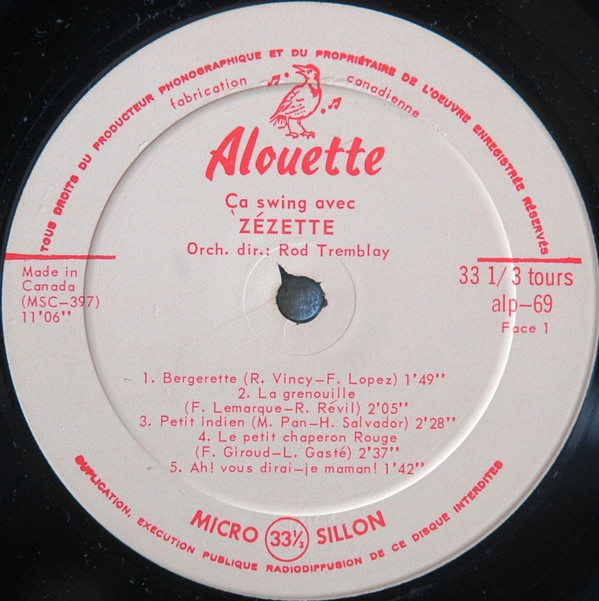 TOUS DROITS DU PRODUCTEUR PHONOGRAPHIQUE ET DU PROPRIÉTAIRE DE L'OEUVRE ENREGISTRÉE RÉSERVÉS
fabrication canadienne
Alouette
Ça swing avec
ZÉZETTE
Orch. dir.: Rod Tremblay
Made in
Canada
(MSC-397)
11'06''
33 1/3 tours
alp-69
Face 1
1. Bergerette (R. Vincy-F. Lopez) 1'49''
2. La grenouille
(F. Lemarque-R. Révil) 2'05''
3. Petit indien (M. Pan-H. Salvador) 2'28''
4. Le petit chaperon Rouge
(F. Giroud-L. Gasté) 2'37''
5. Ah! vous dirai-je maman! 1'42''
MICRO 33⅓ SILLON
DUPLICATION, EXÉCUTION PUBLIQUE RADIODIFFUSION DE CE DISQUE INTERDITES